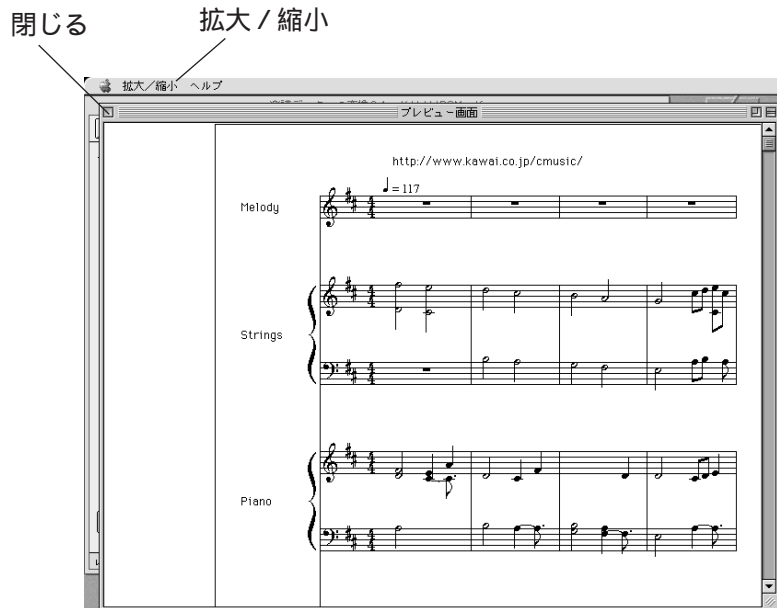 閉じる
拡大 / 縮小
拡大／縮小 ヘルプ
プレビュー画面
http://www.kawai.co.jp/cmusic/
= 117
Melody
Strings
Piano